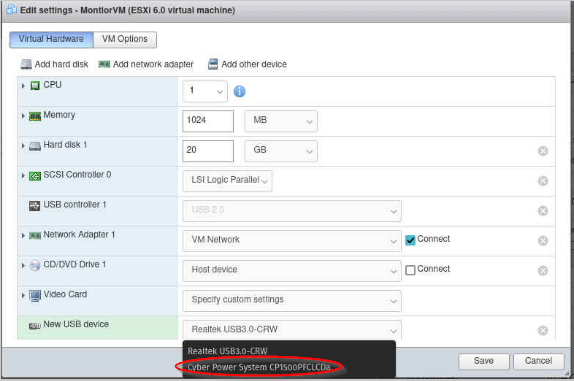 Edit settings - MontiorVM (ESXi 6.0 virtual machine)
Virtual Hardware VM Options
Add hard disk Add network adapter Add other device
CPU 1
Memory 1024 MB
Hard disk 1 20 GB
SCSI Controller 0 LSI Logic Parallel
USB controller 1 USB 2.0
Network Adapter 1 VM Network Connect
CD/DVD Drive 1 Host device Connect
Video Card Specify custom settings
New USB device Realtek USB3.0-CRW
Realtek USB3.0-CRW
Cyber Power System CP1500PFCLCDa
Save Cancel